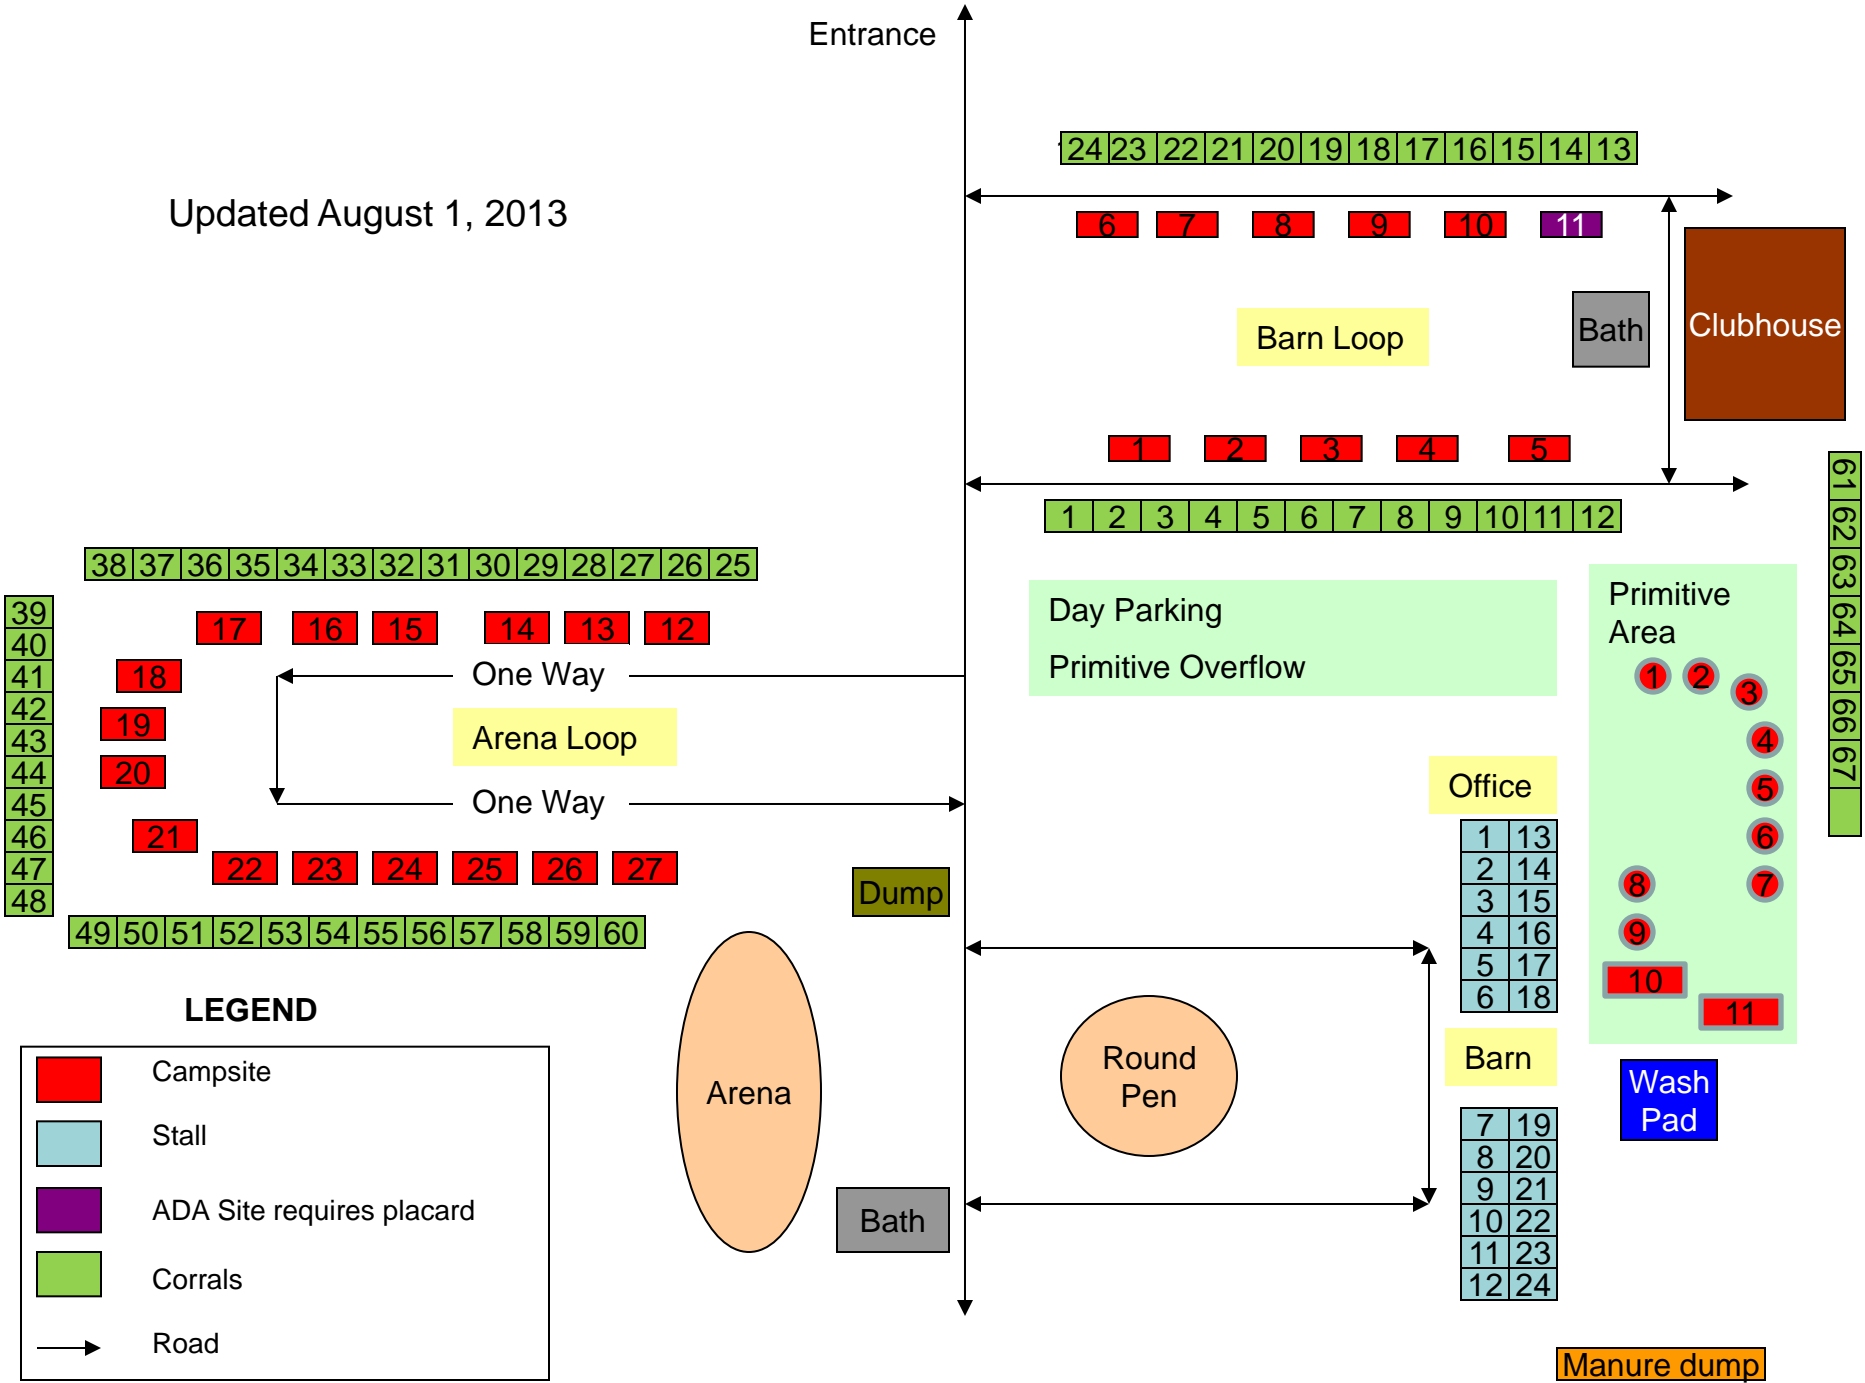 Entrance
24 23 22 21 20 19 18 17 16 15 14 13
Updated August 1, 2013
6 7 8 9 10 11
Bath
Clubhouse
Barn Loop
1 2 3 4 5
1 2 3 4 5 6 7 8 9 10 11 12
61 62 63 64 65 66 67
38 37 36 35 34 33 32 31 30 29 28 27 26 25
39
40
41
42
43
44
45
46
47
48
17 16 15 14 13 12
18
19
20
21
22 23 24 25 26 27
One Way
Arena Loop
One Way
49 50 51 52 53 54 55 56 57 58 59 60
Day Parking
Primitive Overflow
Primitive
Area
1
2
3
4
5
6
7
8
9
10
11
Office
1 13
2 14
3 15
4 16
5 17
6 18
Barn
7 19
8 20
9 21
10 22
11 23
12 24
Wash
Pad
Dump
Arena
Round
Pen
Bath
Manure dump
LEGEND
Campsite
Stall
ADA Site requires placard
Corrals
Road